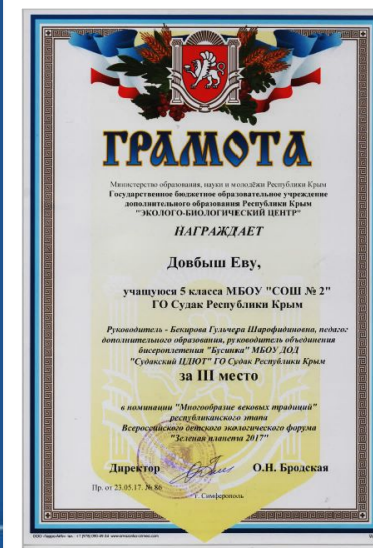 ГРАМОТА
Министерство образования, науки и молодёжи Республики Крым
Государственное бюджетное образовательное учреждение
дополнительного образования Республики Крым
"ЭКОЛОГО-БИОЛОГИЧЕСКИЙ ЦЕНТР"
НАГРАЖДАЕТ
Довбыш Еву,
учащуюся 5 класса МБОУ "СОШ № 2"
ГО Судак Республики Крым
Руководитель - Бекирова Гульчера Шарофидиновна, педагог
дополнительного образования, руководитель объединения
бисероплетения "Бусинка" МБОУ ДОД
"Судакский ЦДЮТ" ГО Судак Республики Крым
за III место
в номинации "Многообразие вековых традиций"
республиканского этапа
Всероссийского детского экологического форума
"Зеленая планета 2017"
Директор О.Н. Бродская
Пр. от 23.05.17. № 86
г. Симферополь